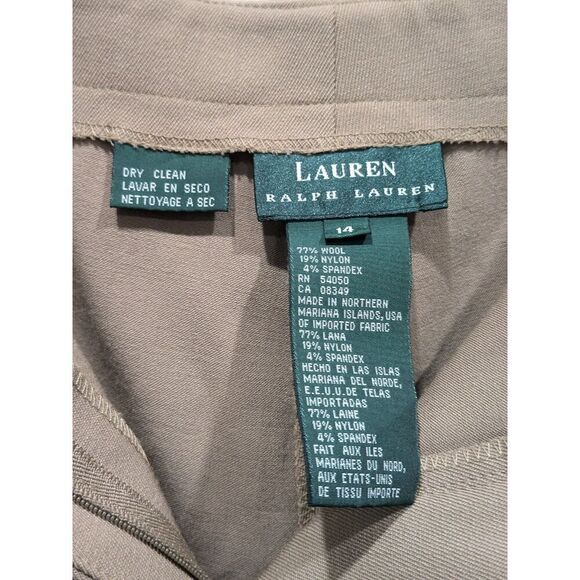 DRY CLEAN
LAVAR EN SECO
NETTOYAGE A SEC
LAUREN
RALPH LAUREN
14
77% WOOL
19% NYLON
4% SPANDEX
RN 54050
CA 08349
MADE IN NORTHERN
MARIANA ISLANDS,USA
OF IMPORTED FABRIC
77% LANA
19% NYLON
4% SPANDEX
HECHO EN LAS ISLAS
MARIANA DEL NORDE,
E.E.U.U.DE TELAS
IMPORTADAS
77% LAINE
19% NYLON
4% SPANDEX
FAIT AUX ILES
MARIANES DU NORD,
AUX ETATS-UNIS
DE TISSU IMPORTE